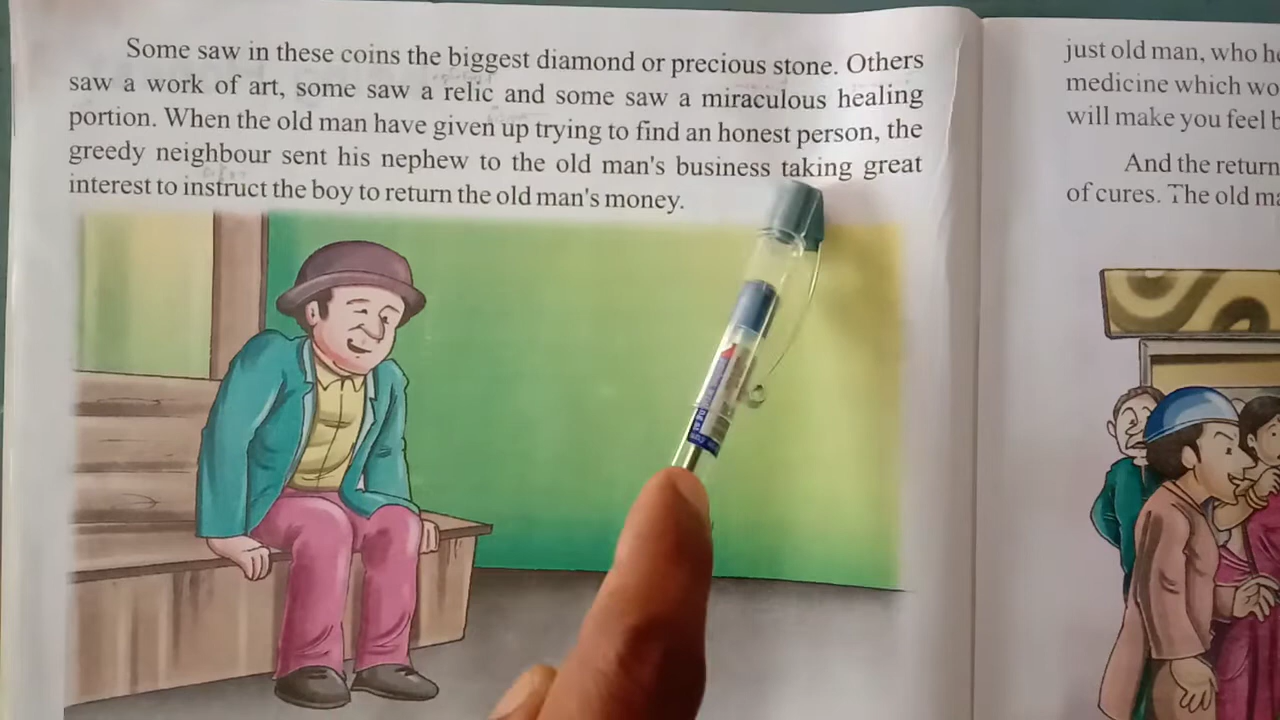 Some saw in these coins the biggest diamond or precious stone. Others
saw a work of art, some saw a relic and some saw a miraculous healing
portion. When the old man have given up trying to find an honest person, the
greedy neighbour sent his nephew to the old man's business taking great
interest to instruct the boy to return the old man's money.
just old man, who
medicine which
will make you feel
And the return
of cures. The old